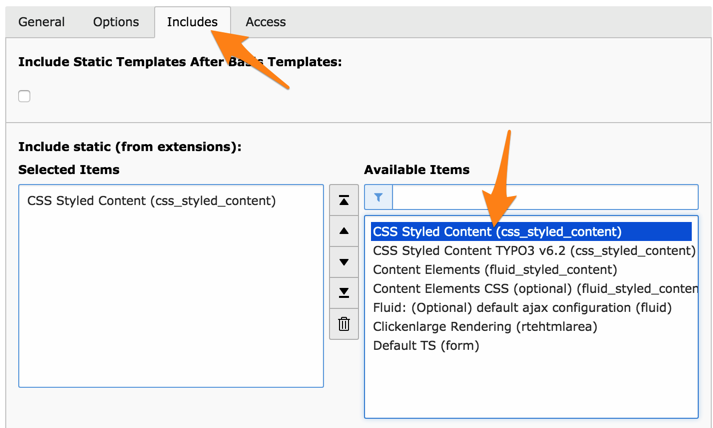 General Options Includes Access
Include Static Templates After Basis Templates:
Include static (from extensions):
Selected Items Available Items
CSS Styled Content (css_styled_content)
CSS Styled Content (css_styled_content)
CSS Styled Content TYPO3 v6.2 (css_styled_content)
Content Elements (fluid_styled_content)
Content Elements CSS (optional) (fluid_styled_conten
Fluid: (Optional) default ajax configuration (fluid)
Clickenlarge Rendering (rtehtmlarea)
Default TS (form)